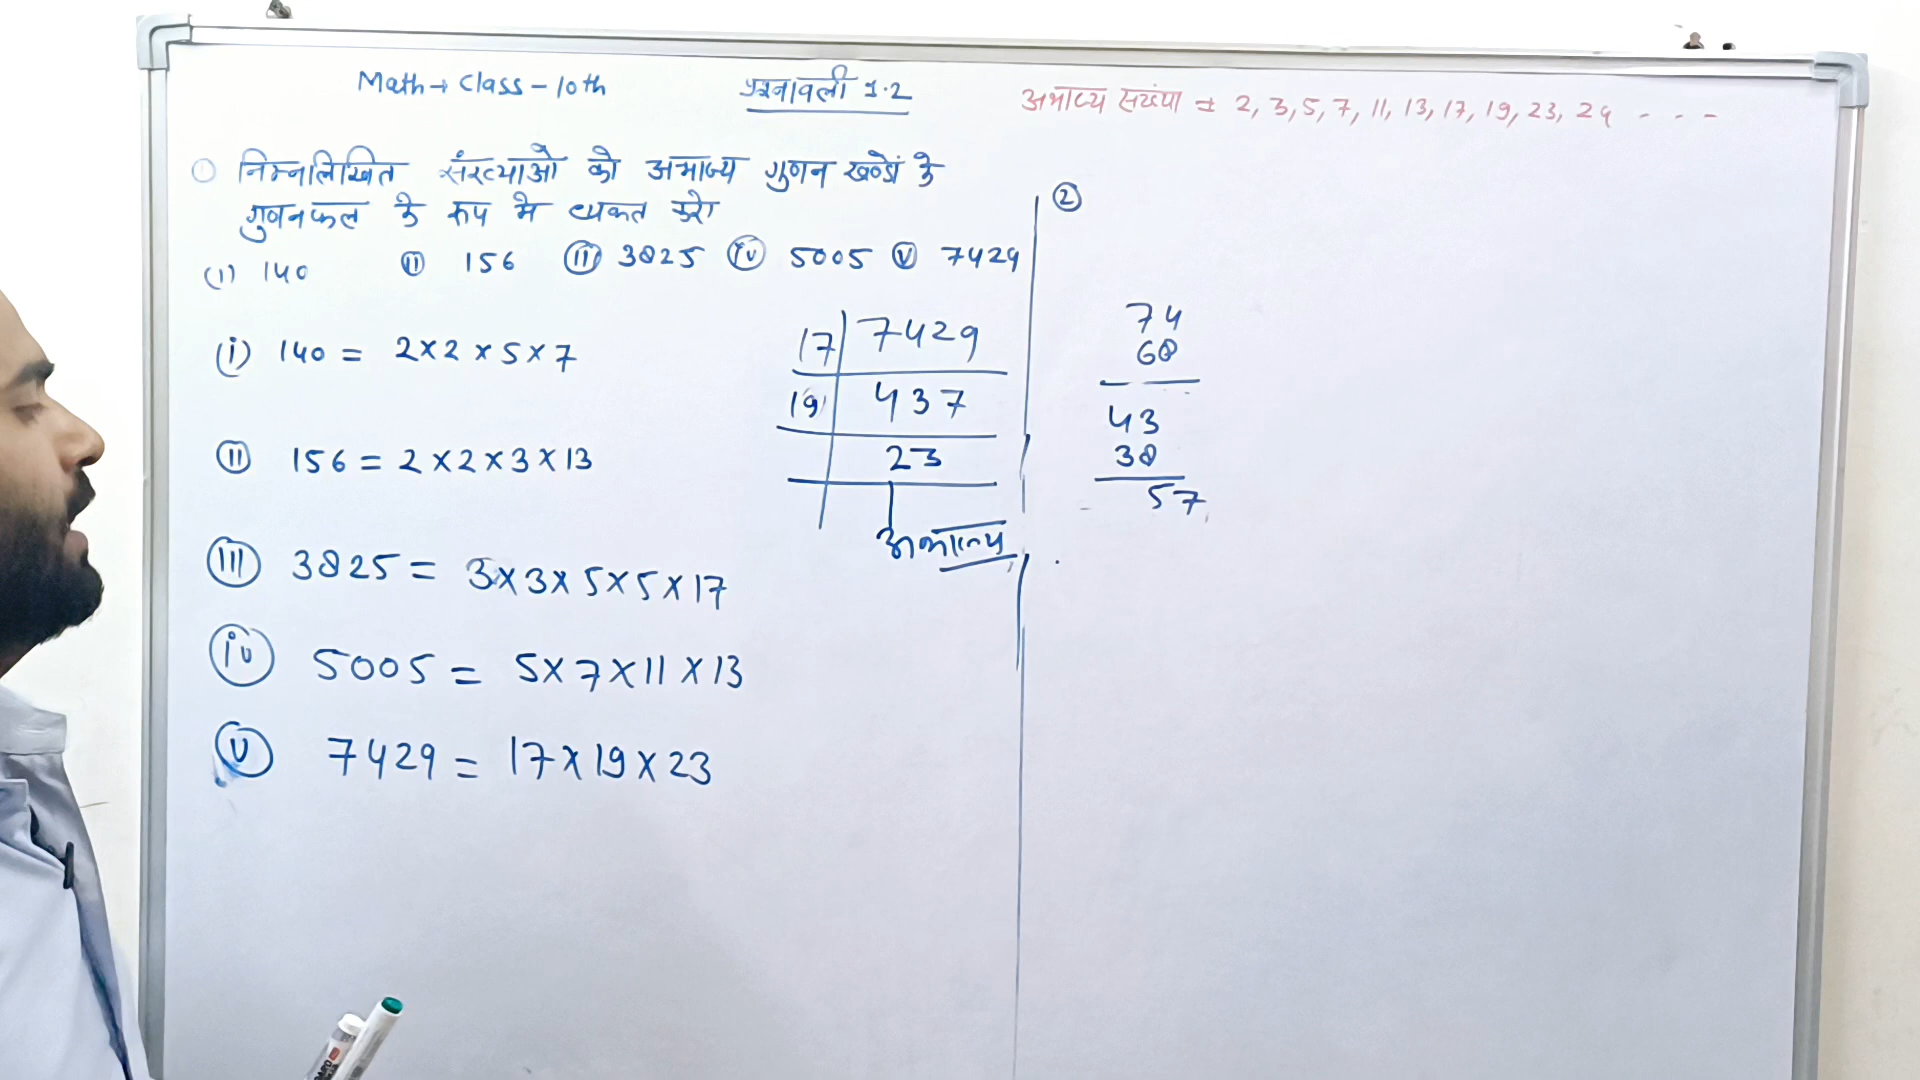 Math → Class - 10th
प्रश्नावली 1.2
अभाज्य संख्या = 2, 3, 5, 7, 11, 13, 17, 19, 23, 29 - - -
① निम्नलिखित संख्याओ को अभाज्य गुणन खण्डों के
गुणनफल के रूप मे व्यक्त करो
(i) 140 (ii) 156 (iii) 3825 (iv) 5005 (v) 7429
(i) 140 = 2×2×5×7
(ii) 156 = 2×2×3×13
(iii) 3825 = 3×3×5×5×17
(iv) 5005 = 5×7×11×13
(v) 7429 = 17×19×23
17 | 7429
19 | 437
23
अभाज्य
②
74
68
43
38
57